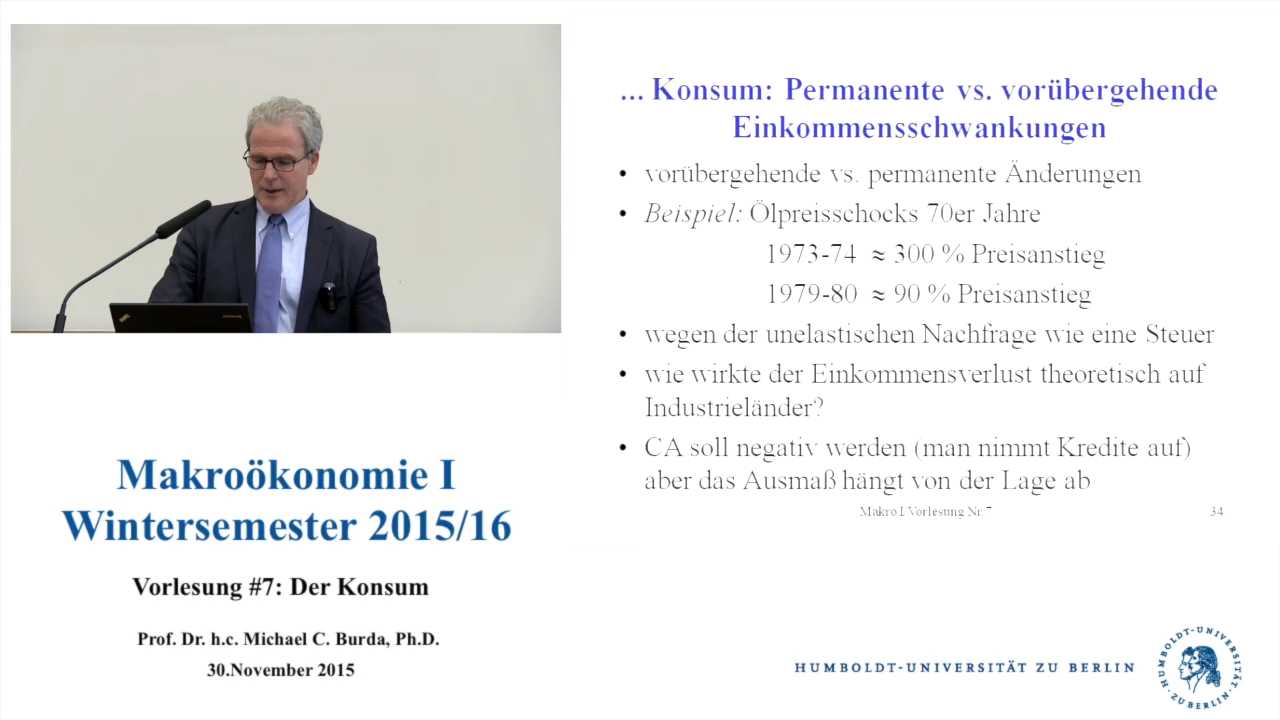 ... Konsum: Permanente vs. vorübergehende
Einkommensschwankungen
• vorübergehende vs. permanente Änderungen
• Beispiel: Ölpreisschocks 70er Jahre
1973-74 ≈ 300 % Preisanstieg
1979-80 ≈ 90 % Preisanstieg
• wegen der unelastischen Nachfrage wie eine Steuer
• wie wirkte der Einkommensverlust theoretisch auf
Industrieländer?
• CA soll negativ werden (man nimmt Kredite auf)
aber das Ausmaß hängt von der Lage ab
Makro I/Vorlesung Nr.7
34
Makroökonomie I
Wintersemester 2015/16
Vorlesung #7: Der Konsum
Prof. Dr. h.c. Michael C. Burda, Ph.D.
30.November 2015
HUMBOLDT-UNIVERSITÄT ZU BERLIN
HUMBOLDT-UNIVERSITÄT
ZU BERLIN